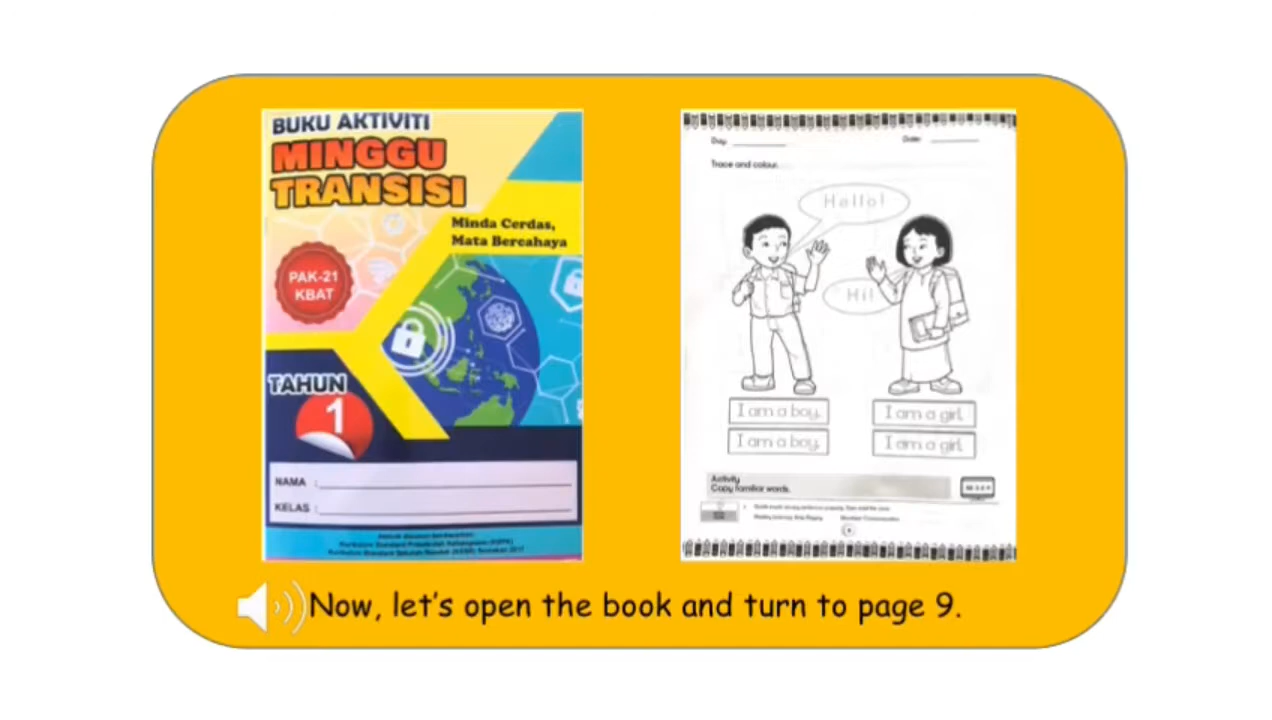 BUKU AKTIVITI
MINGGU
TRANSISI
Minda Cerdas,
Mata Bercahaya
PAK-21
KBAT
TAHUN
1
NAMA :
KELAS :
Day:
Date:
Trace and colour.
Hello!
Hi!
I am a boy.
I am a girl.
I am a boy.
I am a girl.
Activity
Copy familiar words.
Now, let's open the book and turn to page 9.